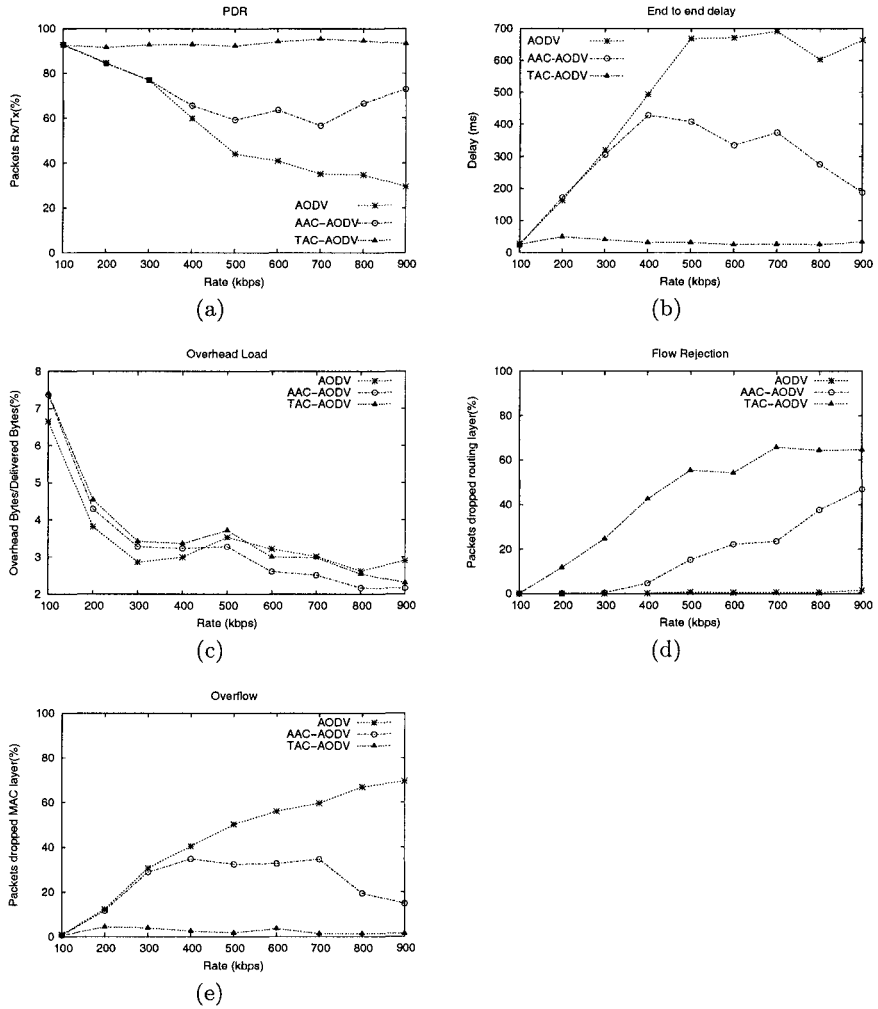 PDR
Packets Rx/Tx(%)
100
80
60
40
20
0
AODV
AAC-AODV
TAC-AODV
100 200 300 400 500 600 700 800 900
Rate (kbps)
(a)
End to end delay
Delay (ms)
700
600
500
400
300
200
100
0
AODV
AAC-AODV
TAC-AODV
100 200 300 400 500 600 700 800 900
Rate (kbps)
(b)
Overhead Load
Overhead Bytes/Delivered Bytes(%)
8
7
6
5
4
3
2
AODV
AAC-AODV
TAC-AODV
100 200 300 400 500 600 700 800 900
Rate (kbps)
(c)
Flow Rejection
Packets dropped routing layer(%)
100
80
60
40
20
0
AODV
AAC-AODV
TAC-AODV
100 200 300 400 500 600 700 800 900
Rate (kbps)
(d)
Overflow
Packets dropped MAC layer(%)
100
80
60
40
20
0
AODV
AAC-AODV
TAC-AODV
100 200 300 400 500 600 700 800 900
Rate (kbps)
(e)